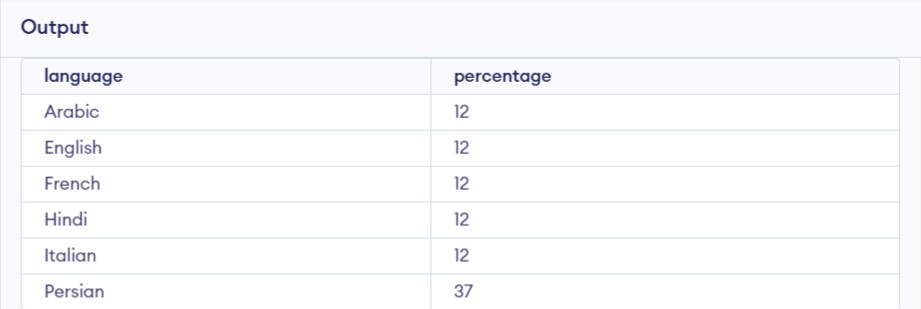 Output
language percentage
Arabic 12
English 12
French 12
Hindi 12
Italian 12
Persian 37